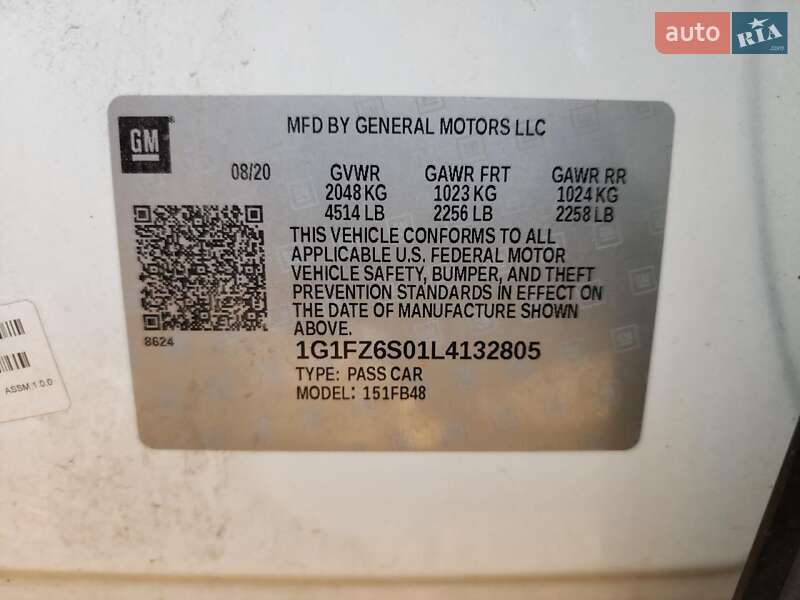 auto RIA
.com
GM
MFD BY GENERAL MOTORS LLC
08/20 GVWR GAWR FRT GAWR RR
2048 KG 1023 KG 1024 KG
4514 LB 2256 LB 2258 LB
THIS VEHICLE CONFORMS TO ALL
APPLICABLE U.S. FEDERAL MOTOR
VEHICLE SAFETY, BUMPER, AND THEFT
PREVENTION STANDARDS IN EFFECT ON
THE DATE OF MANUFACTURE SHOWN
ABOVE.
8624
1G1FZ6S01L4132805
TYPE: PASS CAR
MODEL: 151FB48
ASSM 1.0.0